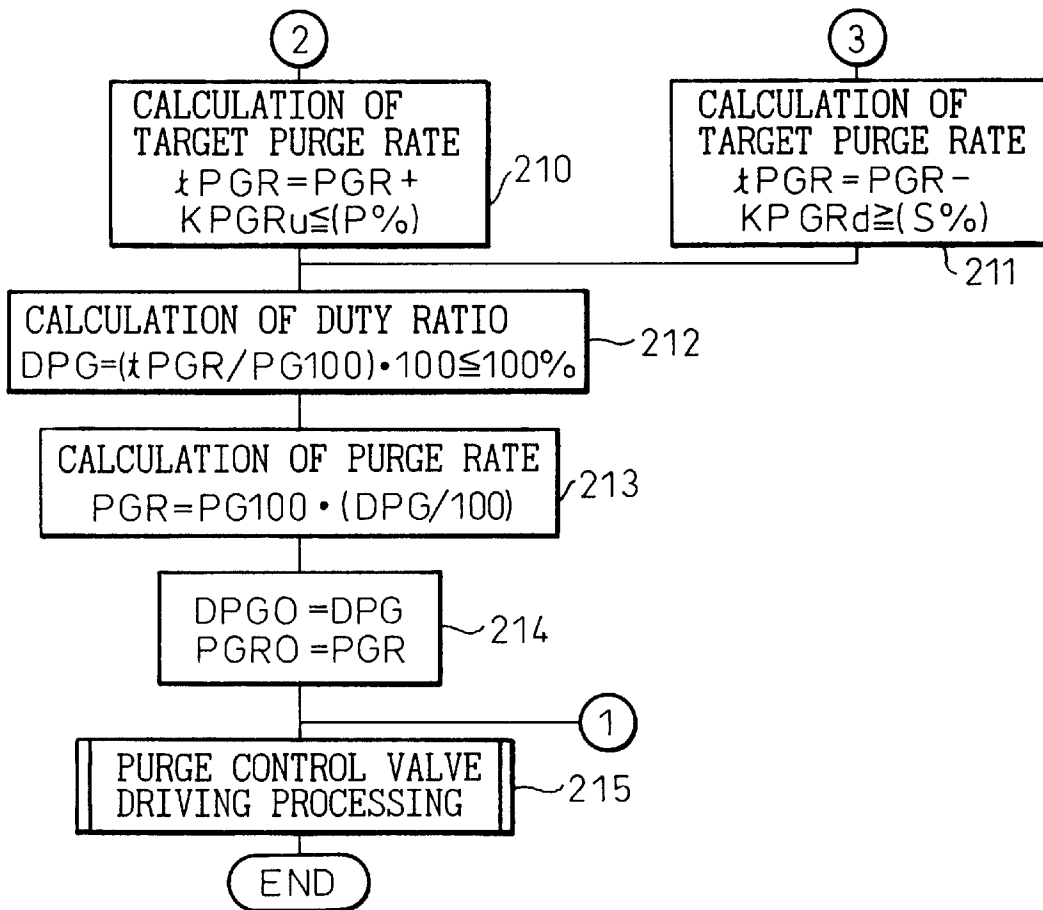 2
CALCULATION OF
TARGET PURGE RATE
tPGR=PGR+
KPGRu≦(P%)
210
3
CALCULATION OF
TARGET PURGE RATE
tPGR=PGR−
KPGRd≧(S%)
211
CALCULATION OF DUTY RATIO
DPG=(tPGR/PG100)•100≦100%
212
CALCULATION OF PURGE RATE
PGR=PG100•(DPG/100)
213
DPGO=DPG
PGRO=PGR
214
1
PURGE CONTROL VALVE
DRIVING PROCESSING
215
END